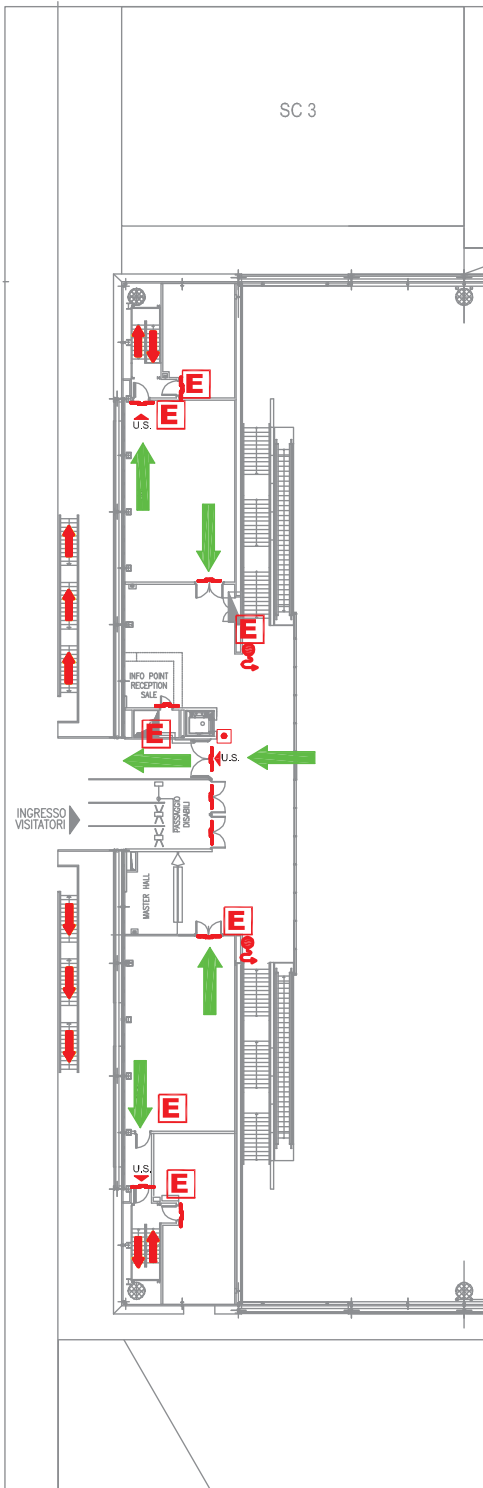 SC 3
E
E
U.S.
E
INFO POINT
RECEPTION
SALE
E
U.S.
INGRESSO
VISITATORI
PASSAGGIO
DISABILI
MASTER HALL
E
E
U.S.
E